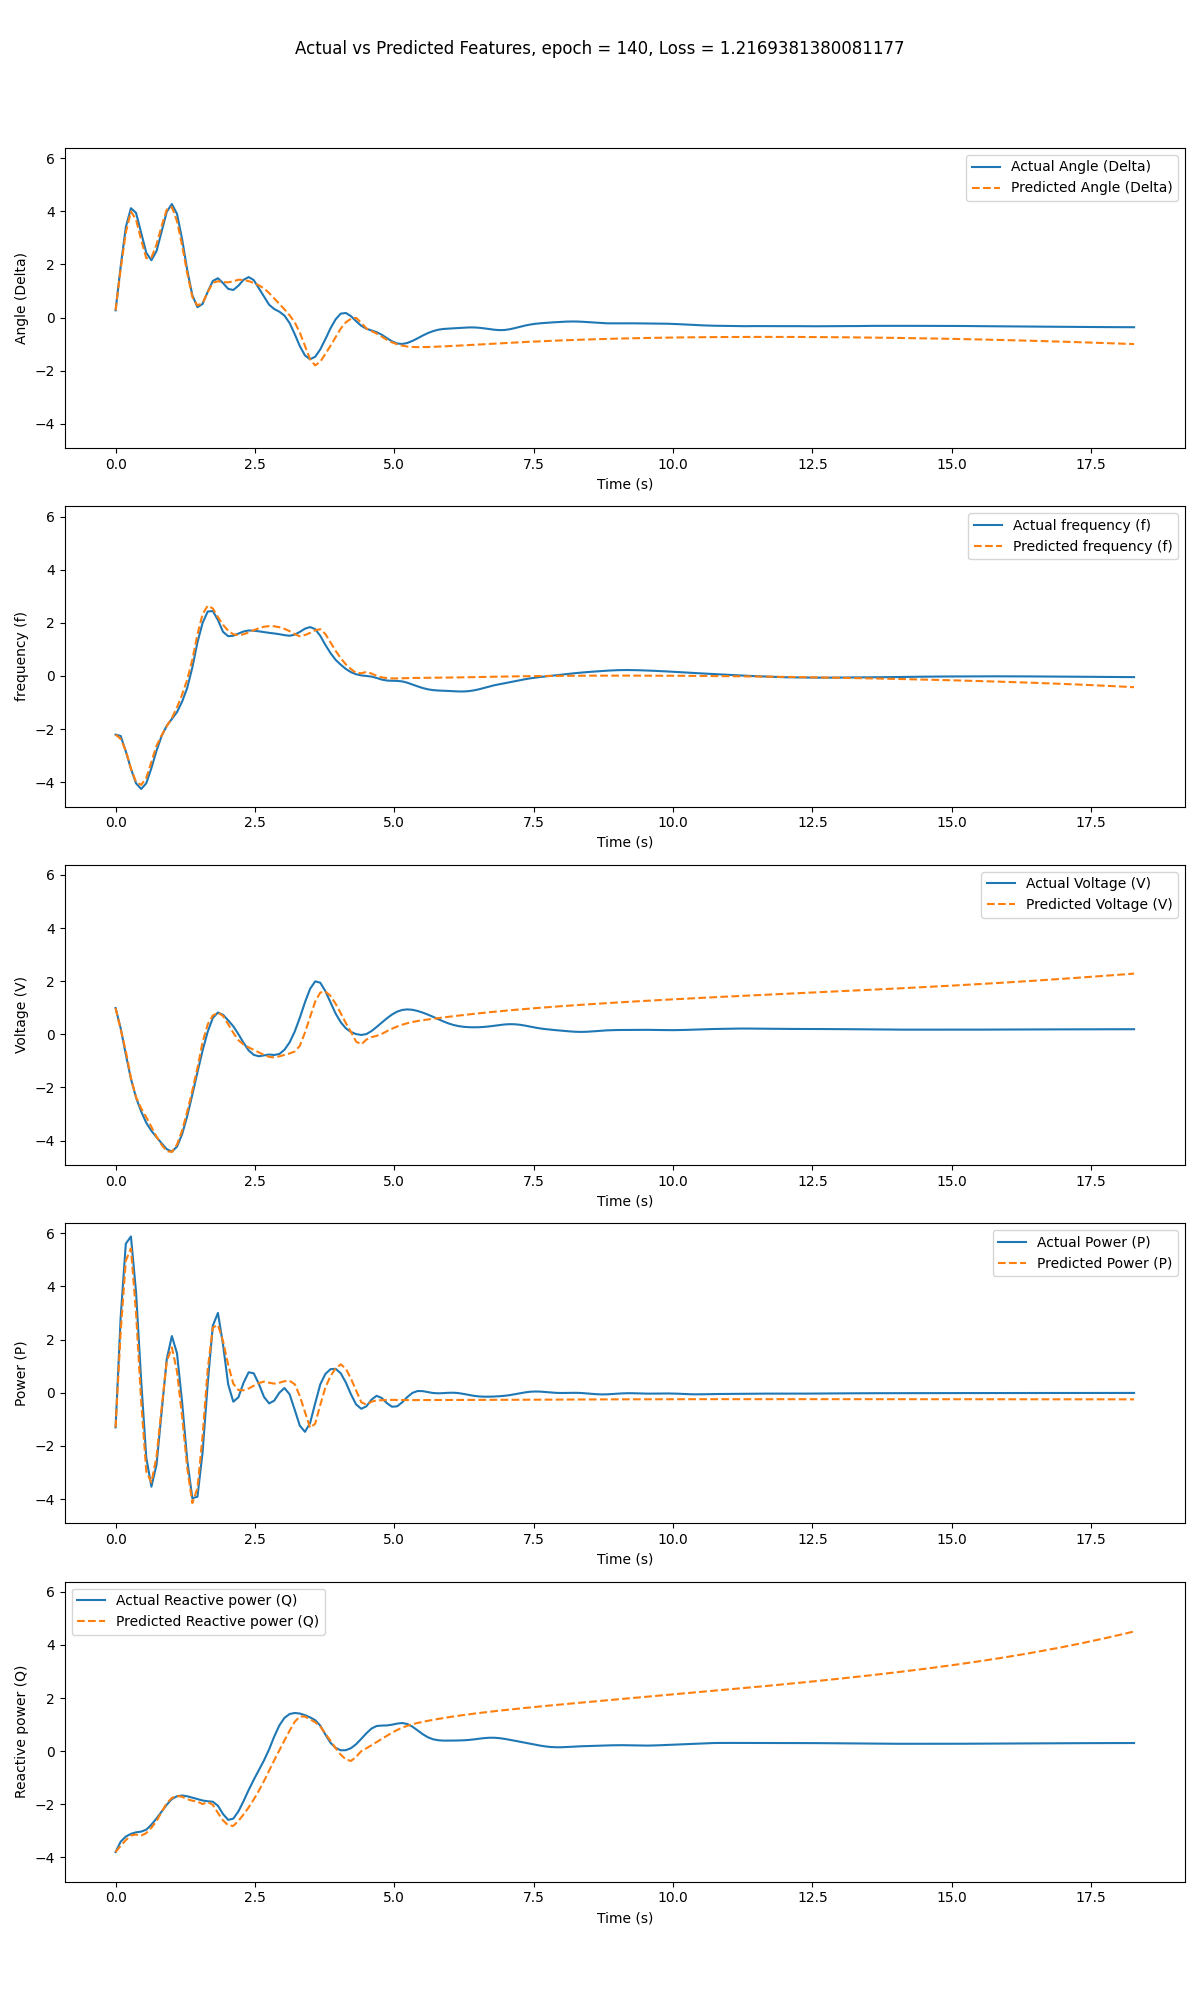 Actual vs Predicted Features, epoch = 140, Loss = 1.2169381380081177
6
4
2
0
−2
−4
Angle (Delta)
Actual Angle (Delta)
Predicted Angle (Delta)
0.0 2.5 5.0 7.5 10.0 12.5 15.0 17.5
Time (s)
6
4
2
0
−2
−4
frequency (f)
Actual frequency (f)
Predicted frequency (f)
0.0 2.5 5.0 7.5 10.0 12.5 15.0 17.5
Time (s)
6
4
2
0
−2
−4
Voltage (V)
Actual Voltage (V)
Predicted Voltage (V)
0.0 2.5 5.0 7.5 10.0 12.5 15.0 17.5
Time (s)
6
4
2
0
−2
−4
Power (P)
Actual Power (P)
Predicted Power (P)
0.0 2.5 5.0 7.5 10.0 12.5 15.0 17.5
Time (s)
6
4
2
0
−2
−4
Reactive power (Q)
Actual Reactive power (Q)
Predicted Reactive power (Q)
0.0 2.5 5.0 7.5 10.0 12.5 15.0 17.5
Time (s)